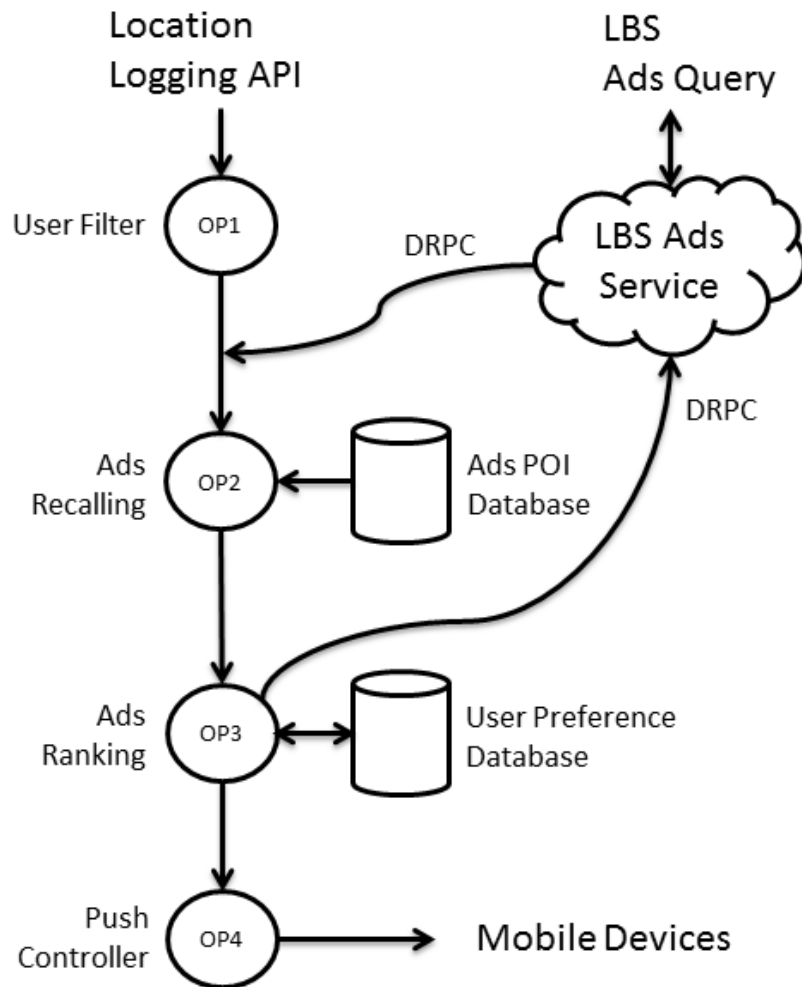 Location
Logging API
LBS
Ads Query
User Filter
OP1
DRPC
LBS Ads
Service
DRPC
Ads
Recalling
OP2
Ads POI
Database
Ads
Ranking
OP3
User Preference
Database
Push
Controller
OP4
Mobile Devices